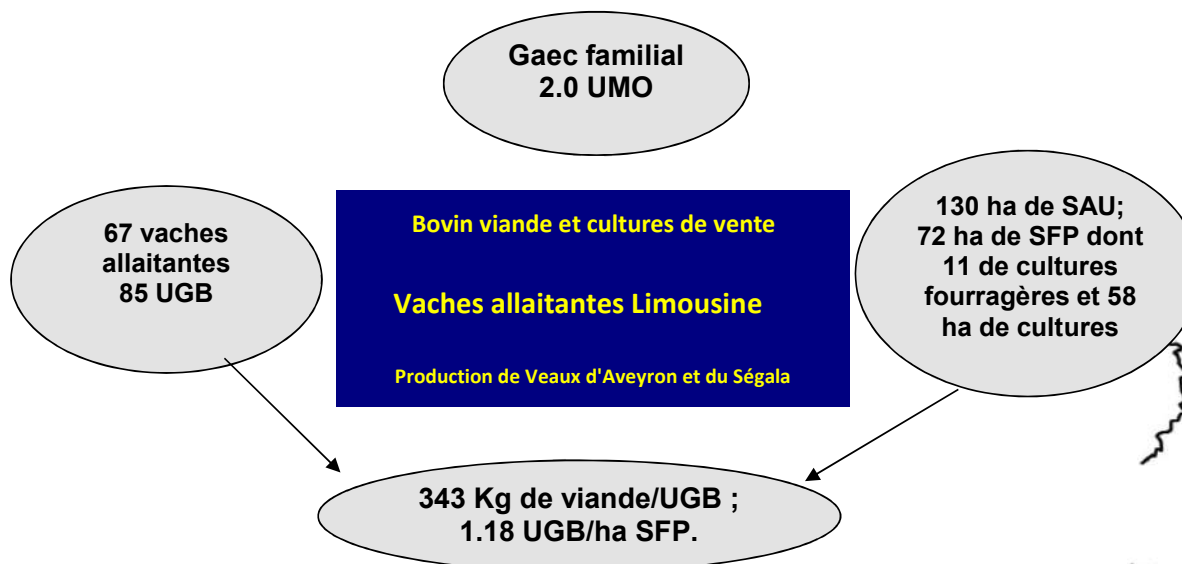 Gaec familial
2.0 UMO
67 vaches
allaitantes
85 UGB
Bovin viande et cultures de vente
Vaches allaitantes Limousine
Production de Veaux d'Aveyron et du Ségala
130 ha de SAU;
72 ha de SFP dont
11 de cultures
fourragères et 58
ha de cultures
343 Kg de viande/UGB ;
1.18 UGB/ha SFP.